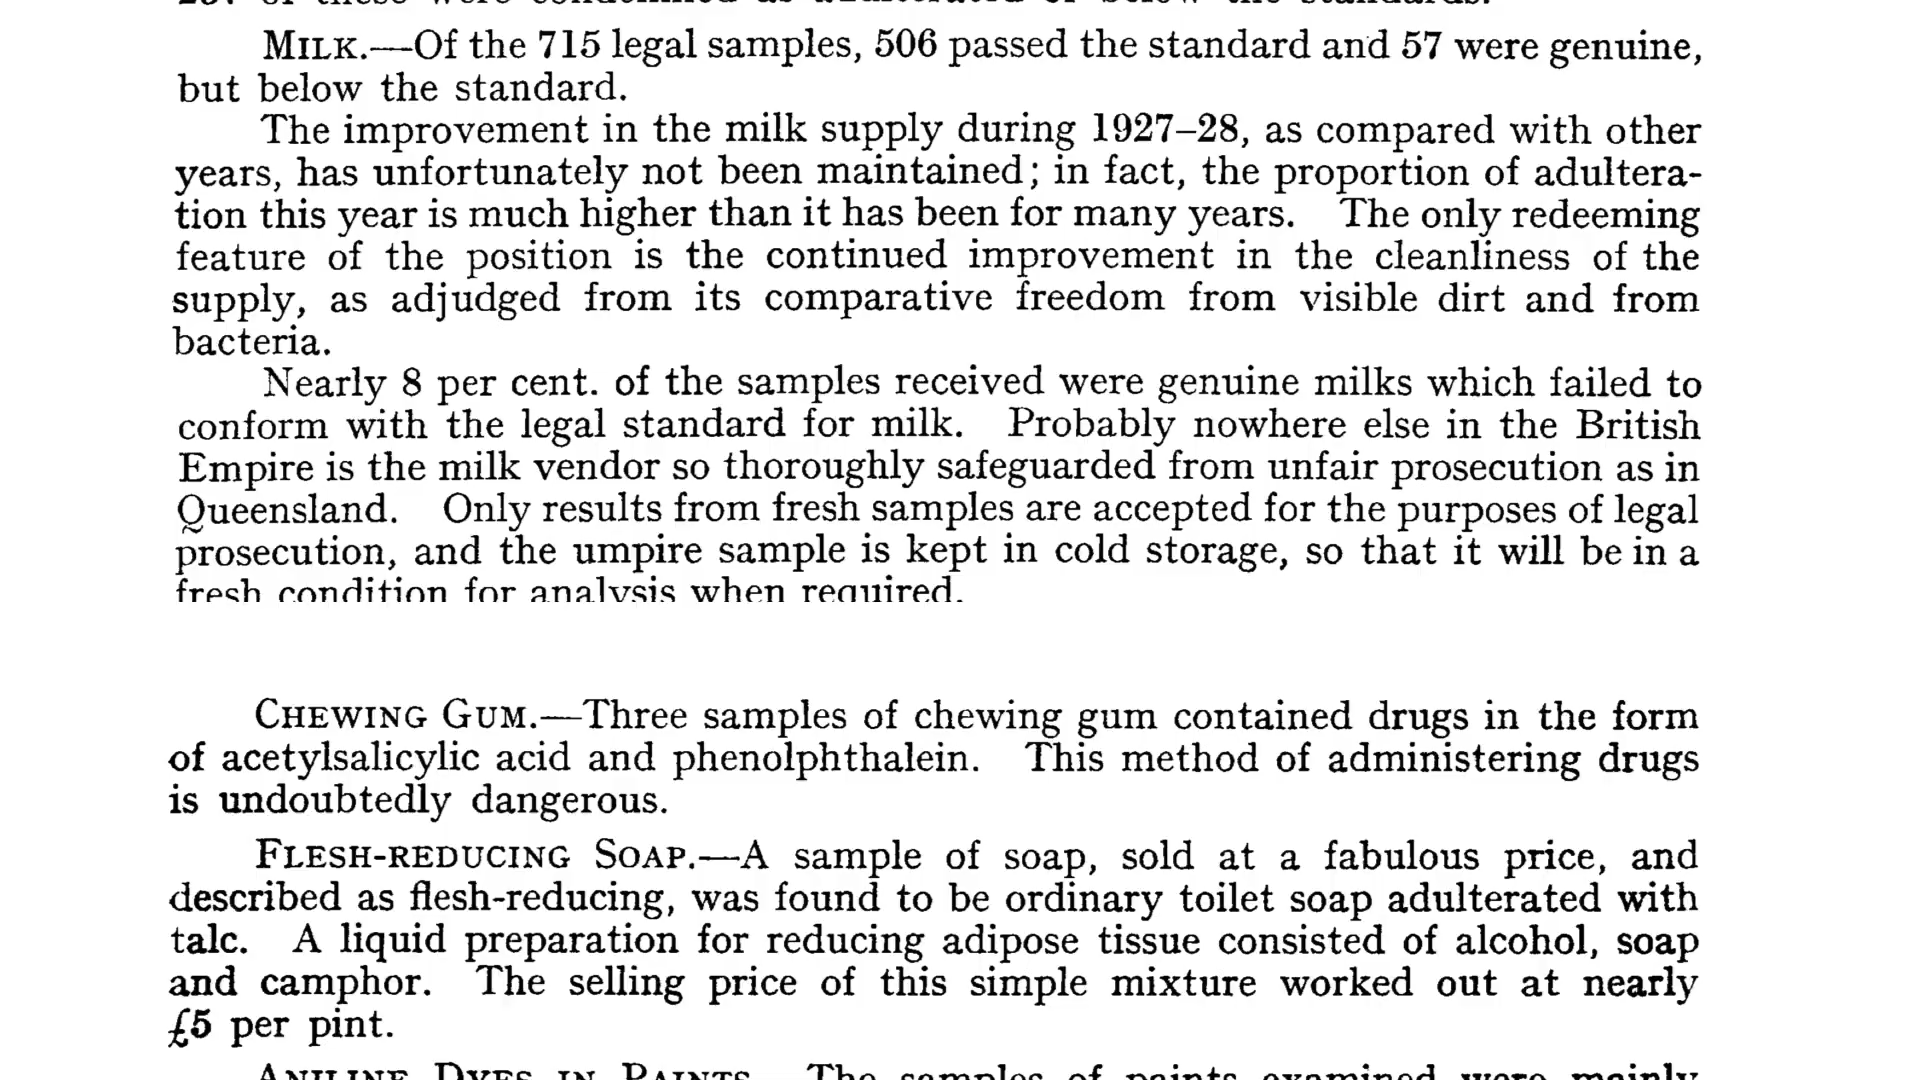 MILK.—Of the 715 legal samples, 506 passed the standard and 57 were genuine,
but below the standard.
The improvement in the milk supply during 1927–28, as compared with other
years, has unfortunately not been maintained; in fact, the proportion of adultera-
tion this year is much higher than it has been for many years. The only redeeming
feature of the position is the continued improvement in the cleanliness of the
supply, as adjudged from its comparative freedom from visible dirt and from
bacteria.
Nearly 8 per cent. of the samples received were genuine milks which failed to
conform with the legal standard for milk. Probably nowhere else in the British
Empire is the milk vendor so thoroughly safeguarded from unfair prosecution as in
Queensland. Only results from fresh samples are accepted for the purposes of legal
prosecution, and the umpire sample is kept in cold storage, so that it will be in a
fresh condition for analysis when required.
CHEWING GUM.—Three samples of chewing gum contained drugs in the form
of acetylsalicylic acid and phenolphthalein. This method of administering drugs
is undoubtedly dangerous.
FLESH-REDUCING SOAP.—A sample of soap, sold at a fabulous price, and
described as flesh-reducing, was found to be ordinary toilet soap adulterated with
talc. A liquid preparation for reducing adipose tissue consisted of alcohol, soap
and camphor. The selling price of this simple mixture worked out at nearly
£5 per pint.
ANILINE DYES IN PAINTS.—The samples of paints examined were mainly